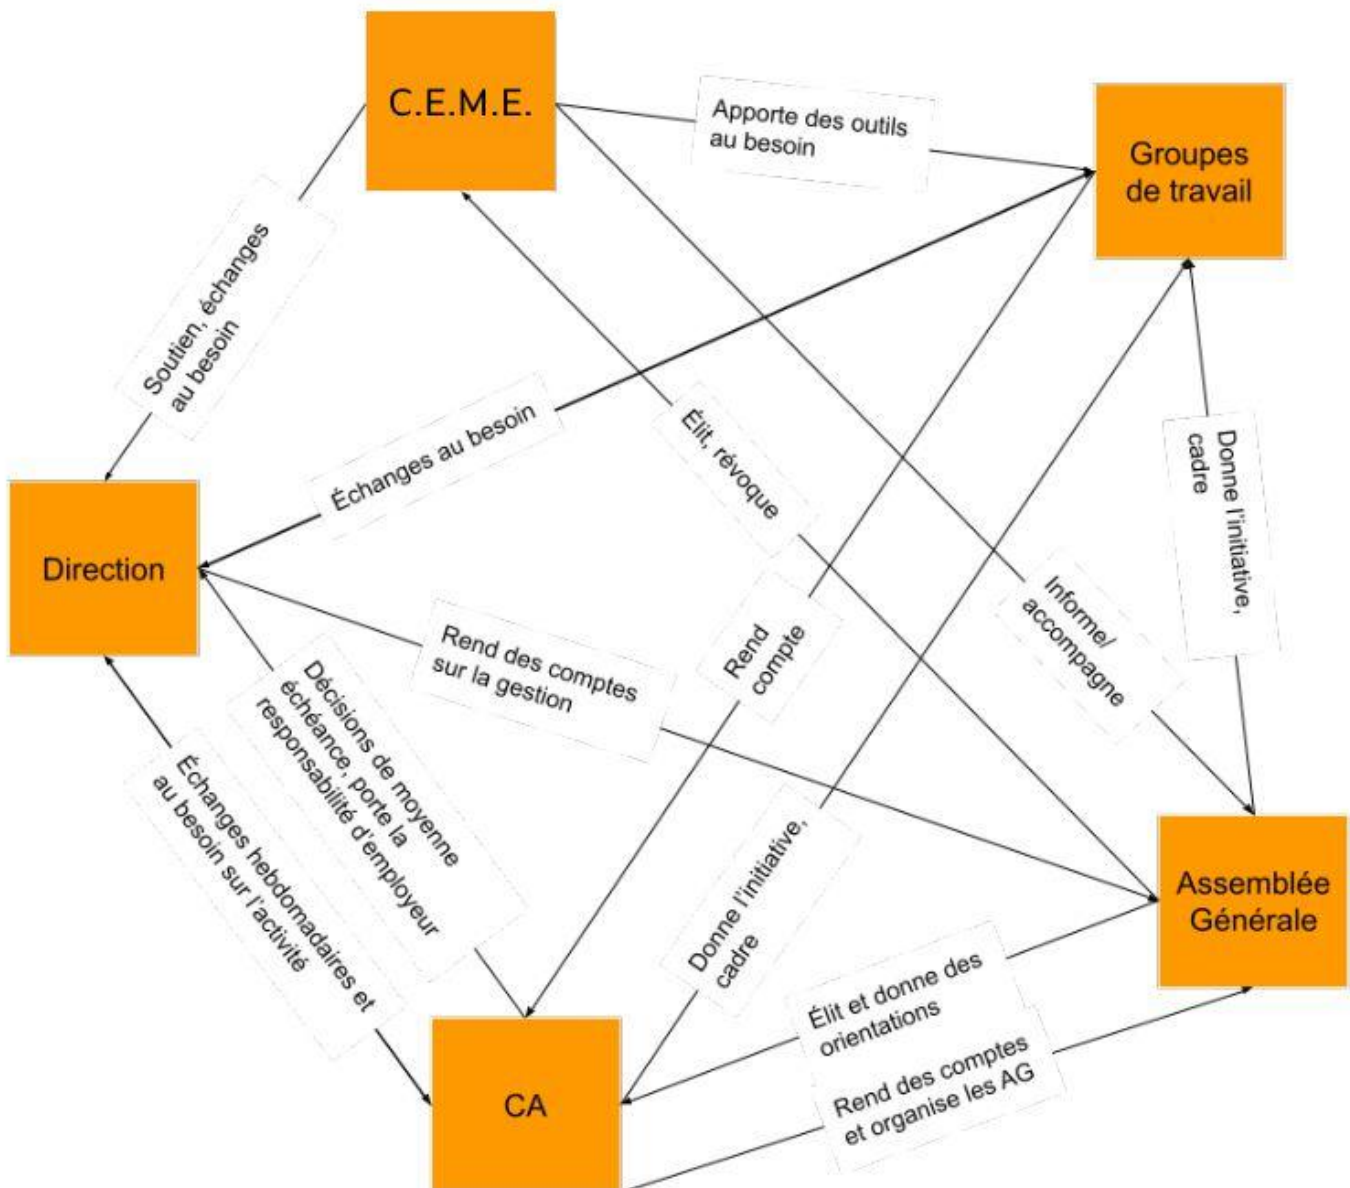 C.E.M.E.
Apporte des outils
au besoin
Groupes
de travail
Soutien, échanges
au besoin
Échanges au besoin
Élit, révoque
Donne l'initiative,
cadre
Direction
Informe/
accompagne
Rend des comptes
sur la gestion
Rend
compte
Décisions de moyenne
échéance, porte la
responsabilité d'employeur
Échanges hebdomadaires et
au besoin sur l'activité
Donne l'initiative,
cadre
Assemblée
Générale
Élit et donne des
orientations
Rend des comptes
et organise les AG
CA